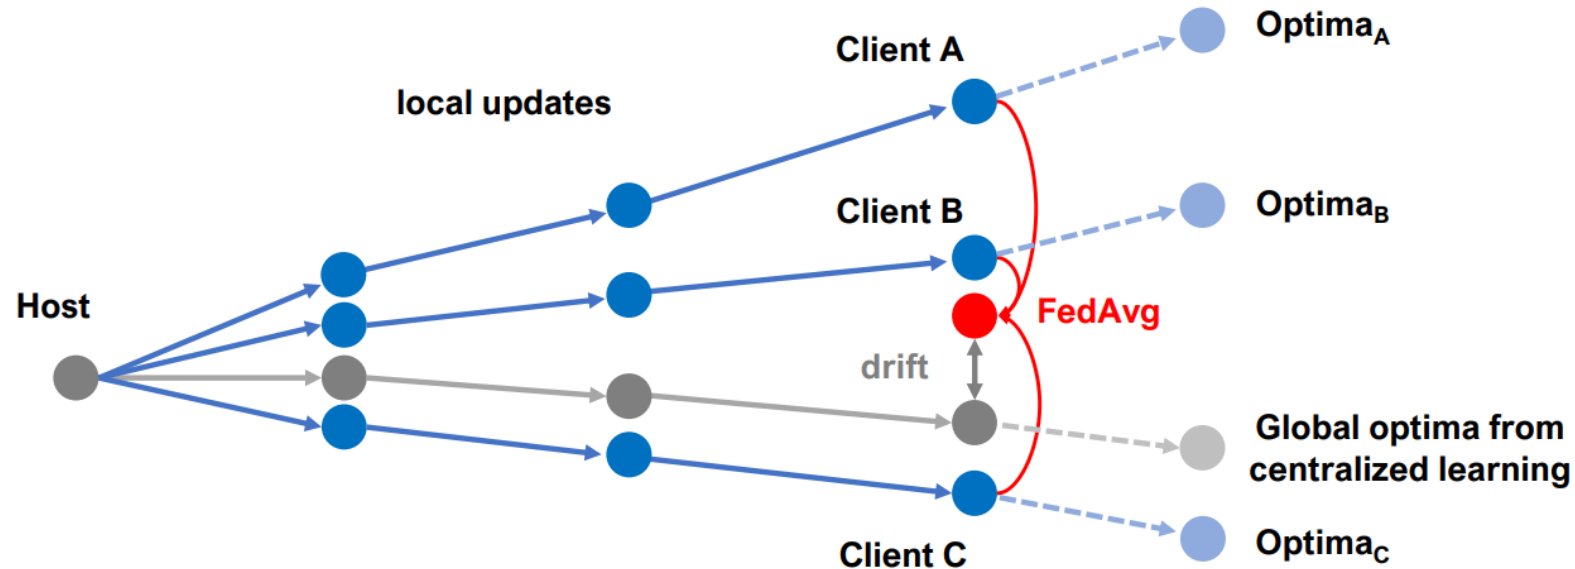 Client A
Optima_A
local updates
Client B
Optima_B
Host
FedAvg
drift
Global optima from
centralized learning
Client C
Optima_C